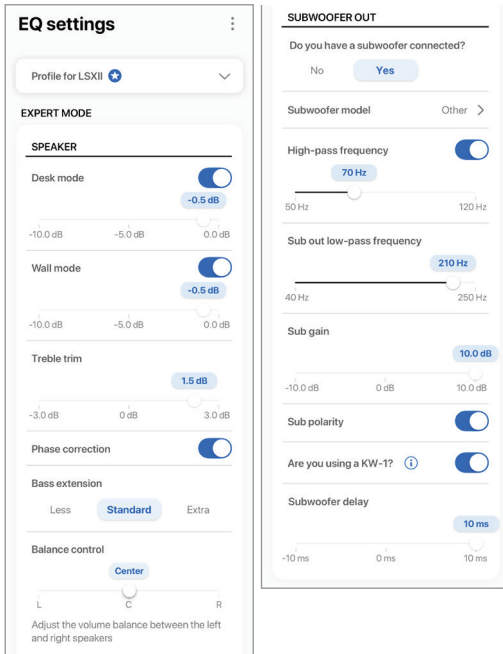 EQ settings
Profile for LSXII
EXPERT MODE
SPEAKER
Desk mode
-0.5 dB
-10.0 dB -5.0 dB 0.0 dB
Wall mode
-0.5 dB
-10.0 dB -5.0 dB 0.0 dB
Treble trim
1.5 dB
-3.0 dB 0 dB 3.0 dB
Phase correction
Bass extension
Less Standard Extra
Balance control
Center
L C R
Adjust the volume balance between the left
and right speakers
SUBWOOFER OUT
Do you have a subwoofer connected?
No Yes
Subwoofer model Other
High-pass frequency
70 Hz
50 Hz 120 Hz
Sub out low-pass frequency
210 Hz
40 Hz 250 Hz
Sub gain
10.0 dB
-10.0 dB 0 dB 10.0 dB
Sub polarity
Are you using a KW-1? i
Subwoofer delay
10 ms
-10 ms 0 ms 10 ms